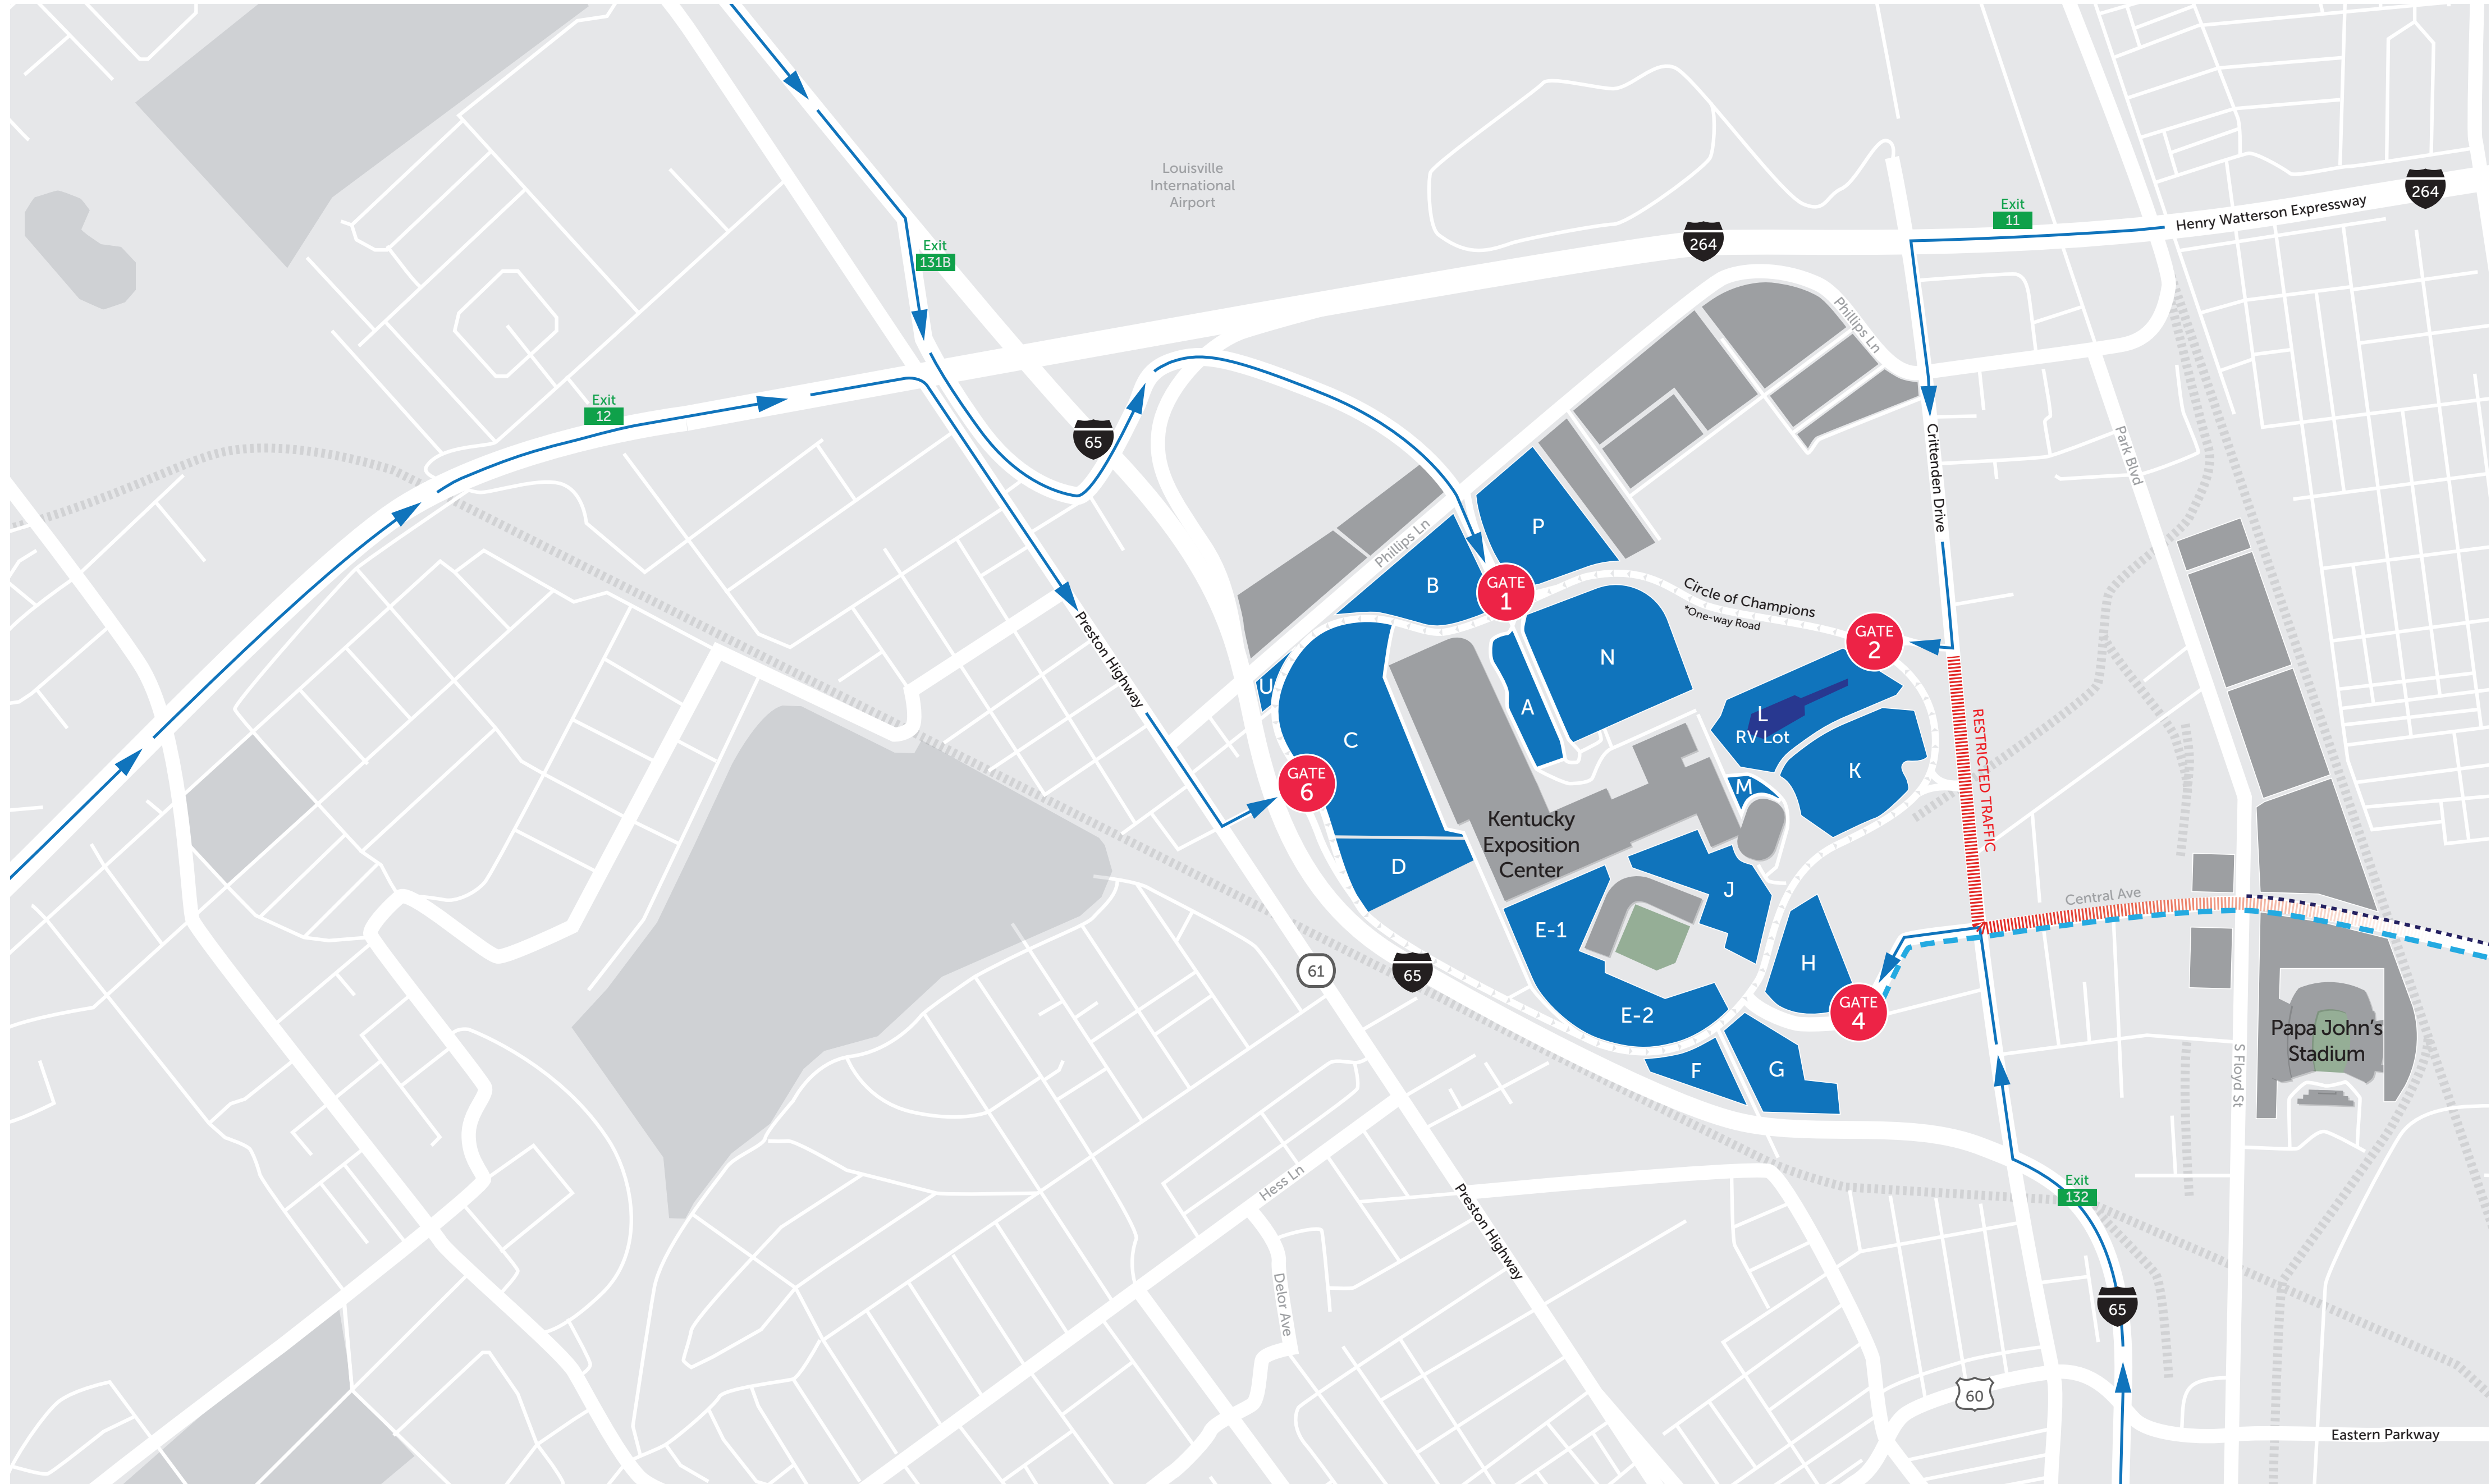 Louisville
International
Airport
Exit
131B
Exit
12
65
264
Exit
11
Henry Watterson Expressway
264
Phillips Ln
Crittenden Drive
Park Blvd
Phillips Ln
P
B
GATE
1
Circle of Champions
*One-way Road
GATE
2
Preston Highway
N
U
A
C
L
RV Lot
K
M
GATE
6
RESTRICTED TRAFFIC
Kentucky
Exposition
Center
D
J
E-1
H
Central Ave
61
65
GATE
4
E-2
F
G
Papa John's
Stadium
S Floyd St
Hess Ln
Preston Highway
Delor Ave
Exit
132
65
60
Eastern Parkway